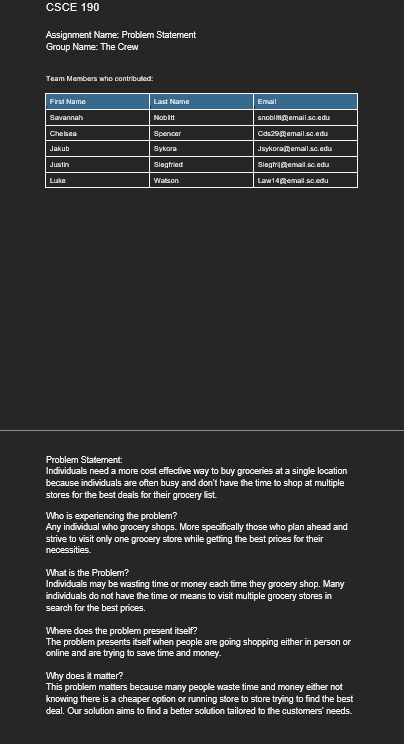 CSCE 190
Assignment Name: Problem Statement
Group Name: The Crew
Team Members who contributed:
First Name Last Name Email
Savannah Noblitt snoblitt@email.sc.edu
Chelsea Spencer Cds29@email.sc.edu
Jakub Sykora Jsykora@email.sc.edu
Justin Siegfried Siegfrij@email.sc.edu
Luke Watson Law14@email.sc.edu
Problem Statement:
Individuals need a more cost effective way to buy groceries at a single location
because individuals are often busy and don't have the time to shop at multiple
stores for the best deals for their grocery list.
Who is experiencing the problem?
Any individual who grocery shops. More specifically those who plan ahead and
strive to visit only one grocery store while getting the best prices for their
necessities.
What is the Problem?
Individuals may be wasting time or money each time they grocery shop. Many
individuals do not have the time or means to visit multiple grocery stores in
search for the best prices.
Where does the problem present itself?
The problem presents itself when people are going shopping either in person or
online and are trying to save time and money.
Why does it matter?
This problem matters because many people waste time and money either not
knowing there is a cheaper option or running store to store trying to find the best
deal. Our solution aims to find a better solution tailored to the customers' needs.